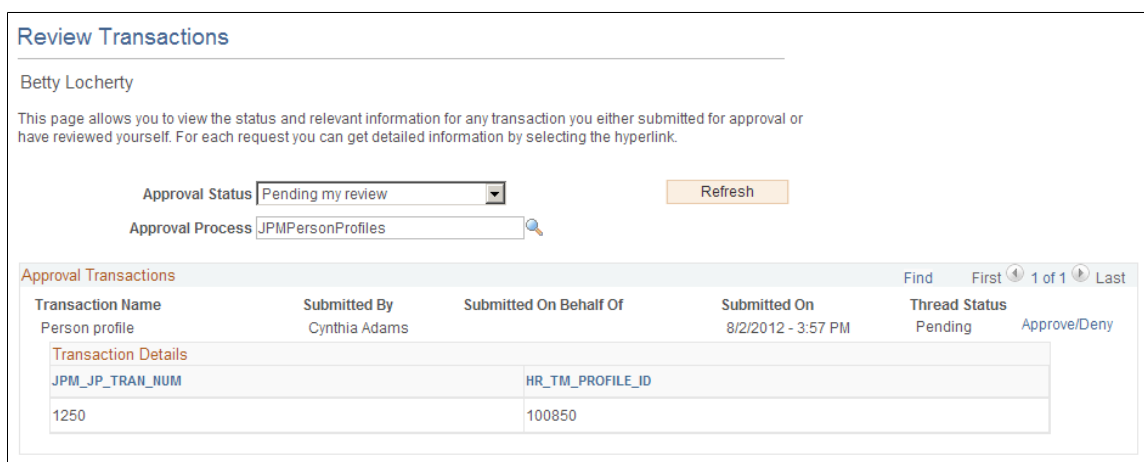 Review Transactions
Betty Locherty
This page allows you to view the status and relevant information for any transaction you either submitted for approval or
have reviewed yourself. For each request you can get detailed information by selecting the hyperlink.
Approval Status Pending my review Refresh
Approval Process JPMPersonProfiles
Approval Transactions Find First 1 of 1 Last
Transaction Name Submitted By Submitted On Behalf Of Submitted On Thread Status
Person profile Cynthia Adams 8/2/2012 - 3:57 PM Pending Approve/Deny
Transaction Details
JPM_JP_TRAN_NUM HR_TM_PROFILE_ID
1250 100850